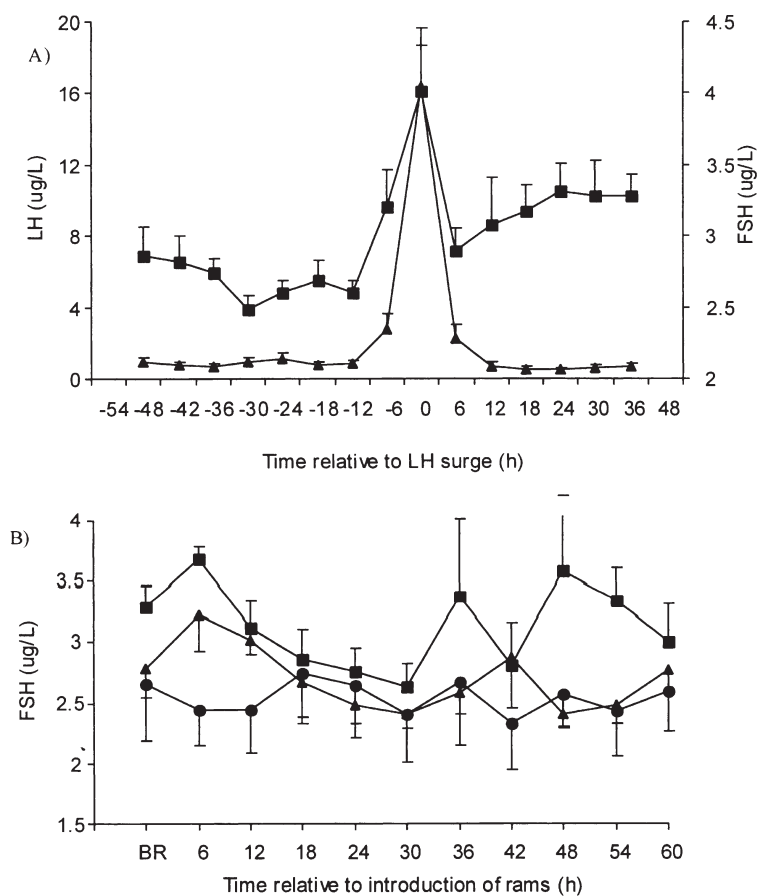 A)
20
16
12
8
4
0
LH (ug/L)
4.5
4
3.5
3
2.5
2
FSH (ug/L)
-54 -48 -42 -36 -30 -24 -18 -12 -6 0 6 12 18 24 30 36 48
Time relative to LH surge (h)
B)
4
3.5
3
2.5
2
1.5
FSH (ug/L)
BR 6 12 18 24 30 36 42 48 54 60
Time relative to introduction of rams (h)